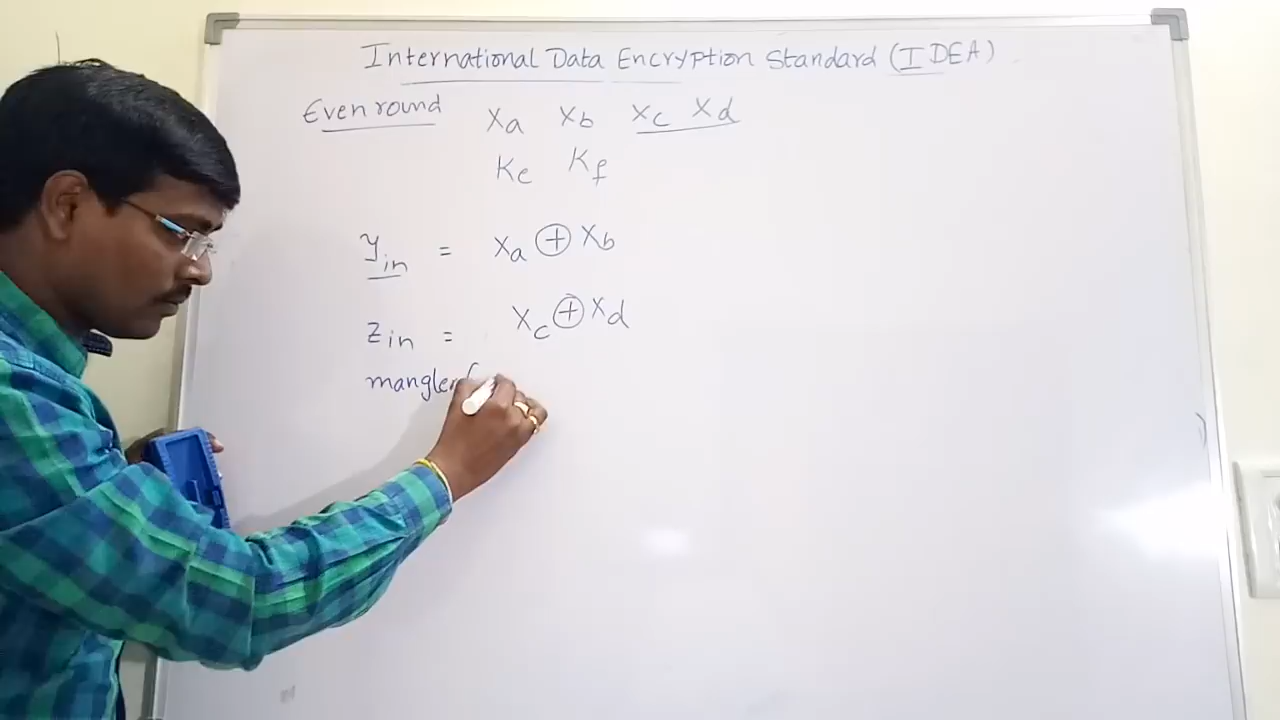 International Data Encryption Standard (IDEA)
Even round Xa Xb Xc Xd
Ke Kf
Yin = Xa ⊕ Xb
Zin = Xc ⊕ Xd
mangler (